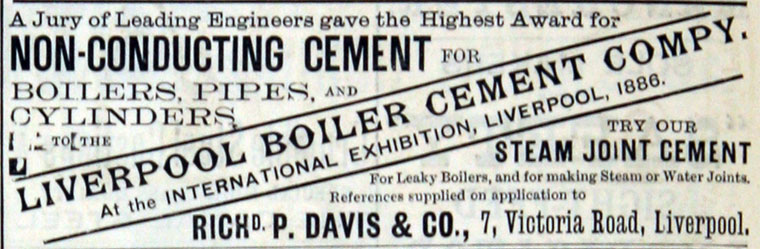 A Jury of Leading Engineers gave the Highest Award for
NON-CONDUCTING CEMENT FOR
BOILERS, PIPES, AND
CYLINDERS,
TO THE
LIVERPOOL BOILER CEMENT COMPY.
At the INTERNATIONAL EXHIBITION, LIVERPOOL, 1886.
TRY OUR
STEAM JOINT CEMENT
For Leaky Boilers, and for making Steam or Water Joints.
References supplied on application to
RICHD. P. DAVIS & CO., 7, Victoria Road, Liverpool.